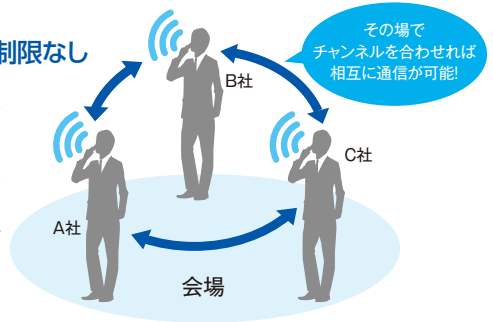 制限なし
その場で
チャンネルを合わせれば
相互に通信が可能!
B社
C社
A社
会場